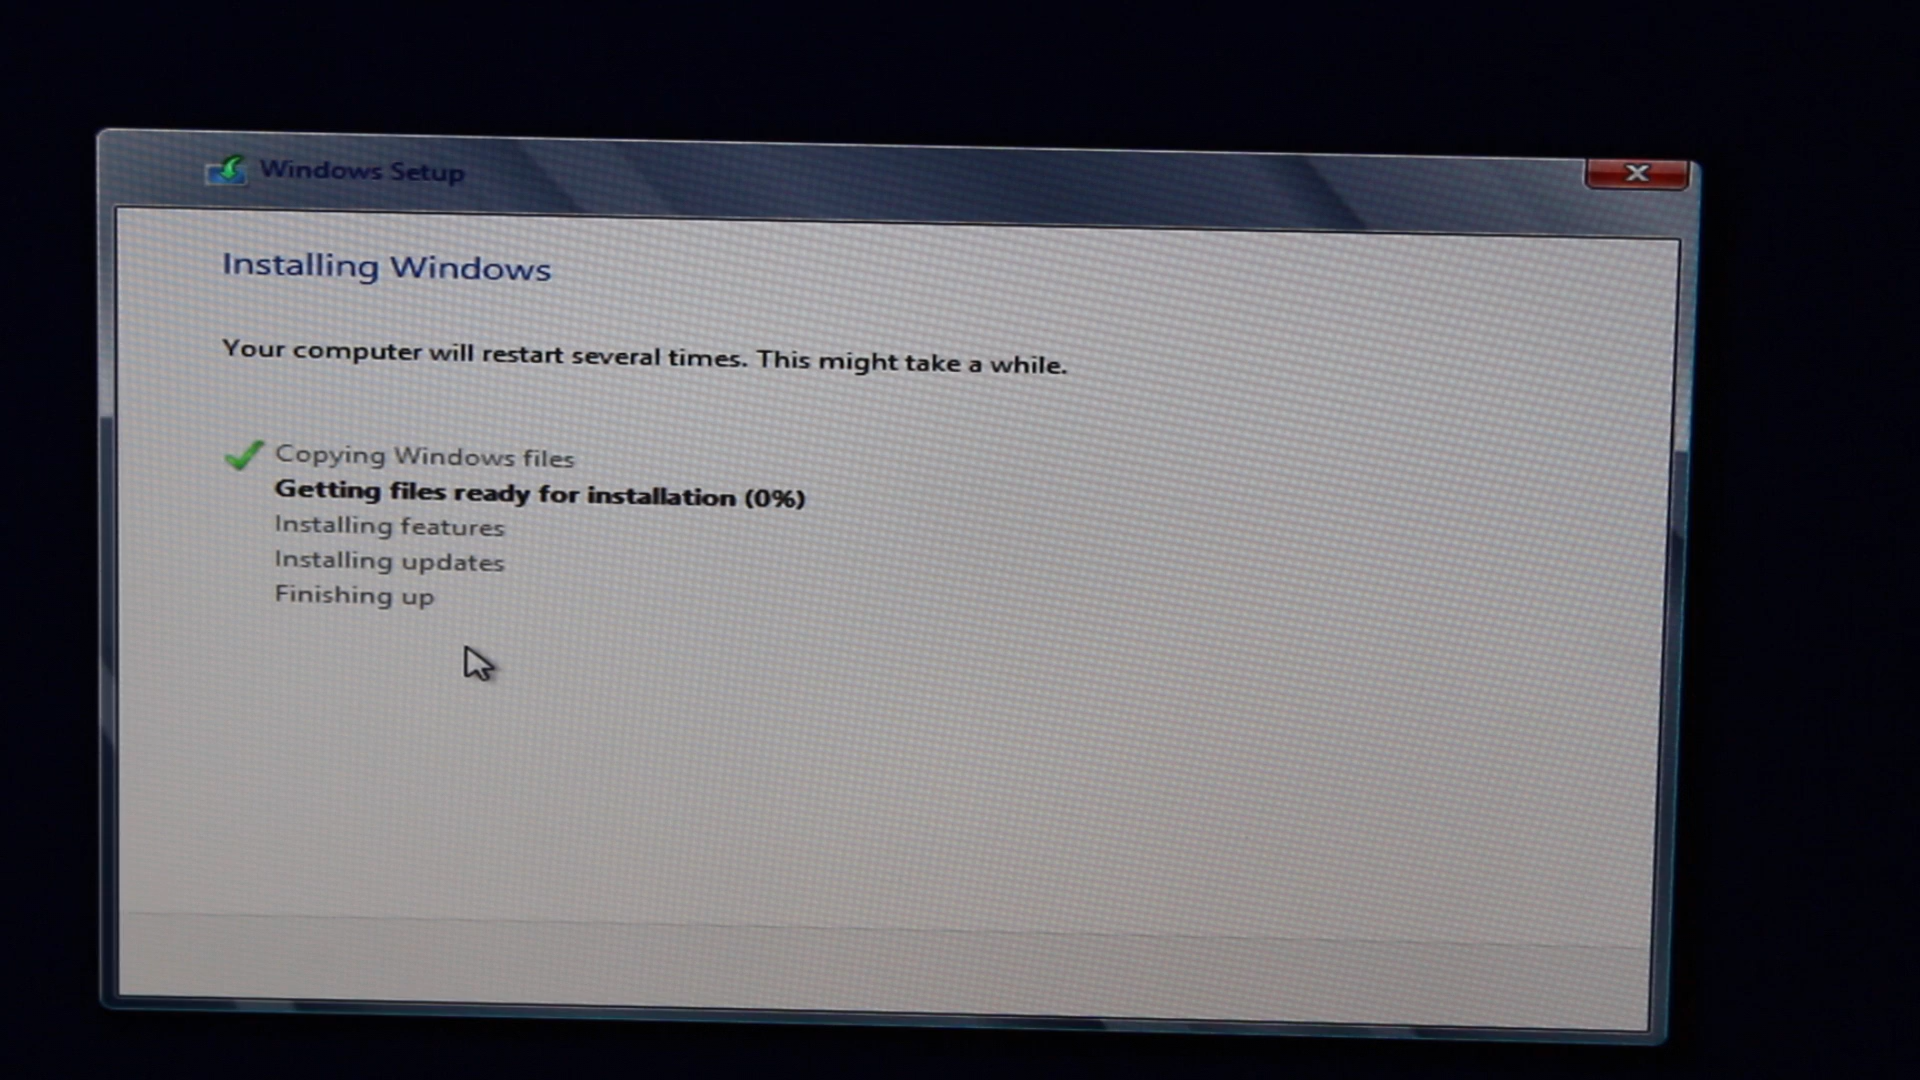 Windows Setup
Installing Windows
Your computer will restart several times. This might take a while.
Copying Windows files
Getting files ready for installation (0%)
Installing features
Installing updates
Finishing up